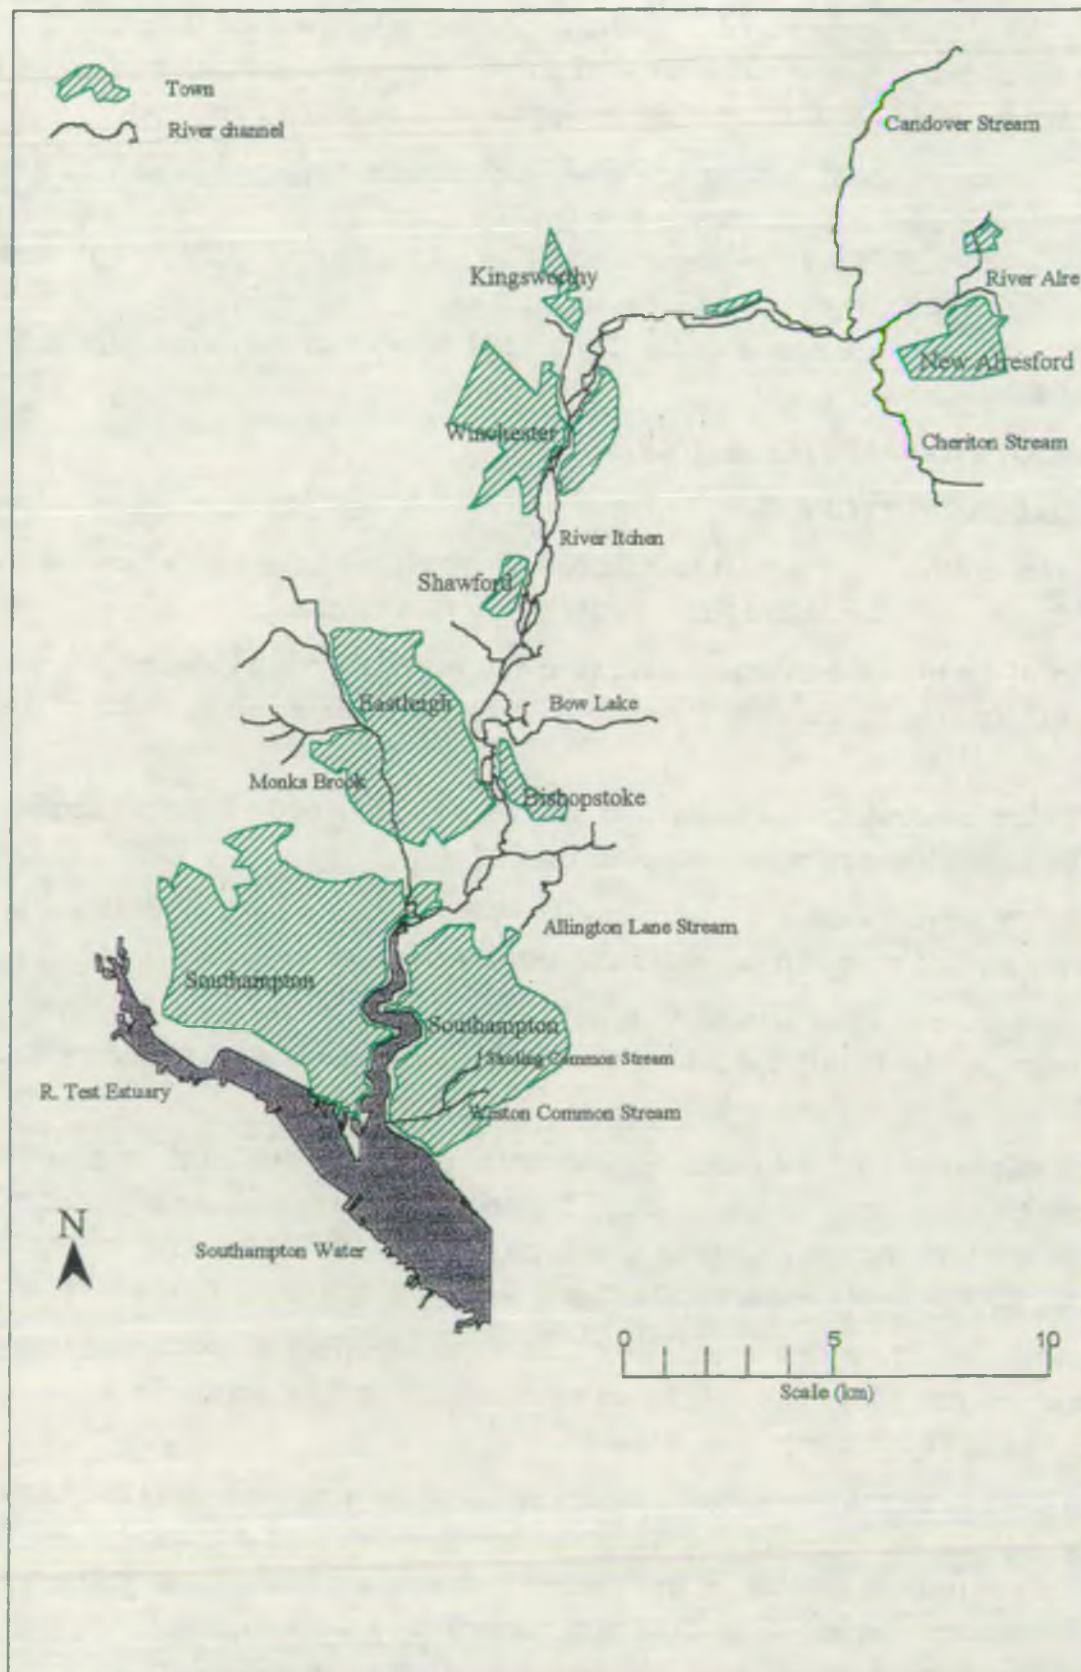 Town
River channel
Candover Stream
Kingsworthy
River Alre
New Alresford
Winchester
Cheriton Stream
River Itchen
Shawford
Eastleigh
Bow Lake
Monks Brook
Bishopstoke
Allington Lane Stream
Southampton
Southampton
Sholing Common Stream
R. Test Estuary
Weston Common Stream
N
Southampton Water
0 5 10
Scale (km)